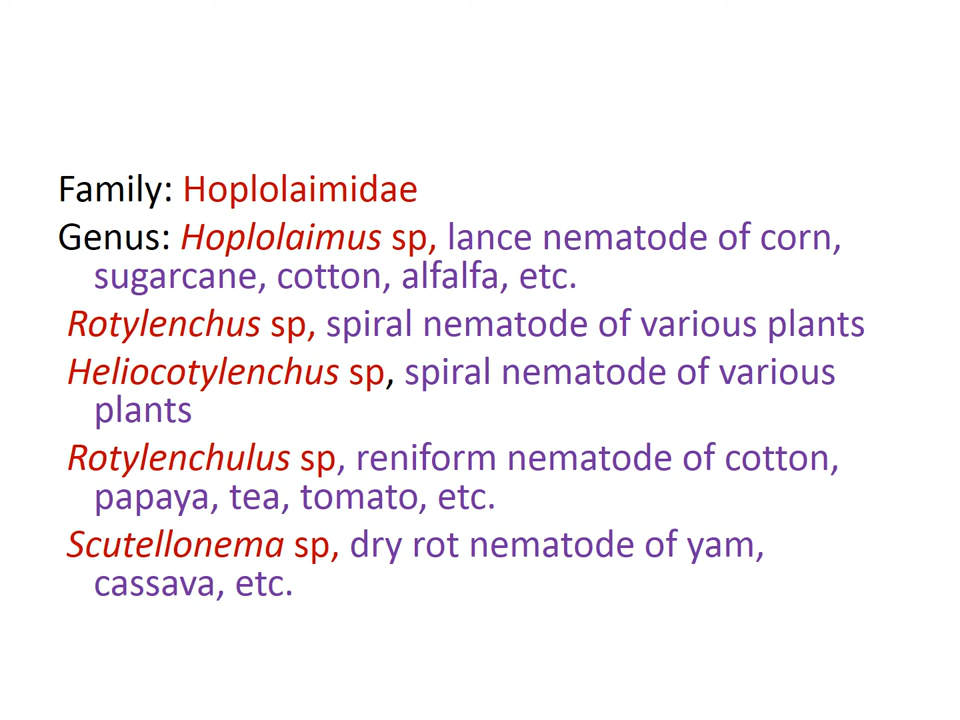 Family: Hoplolaimidae
Genus: Hoplolaimus sp, lance nematode of corn,
sugarcane, cotton, alfalfa, etc.
Rotylenchus sp, spiral nematode of various plants
Heliocotylenchus sp, spiral nematode of various
plants
Rotylenchulus sp, reniform nematode of cotton,
papaya, tea, tomato, etc.
Scutellonema sp, dry rot nematode of yam,
cassava, etc.